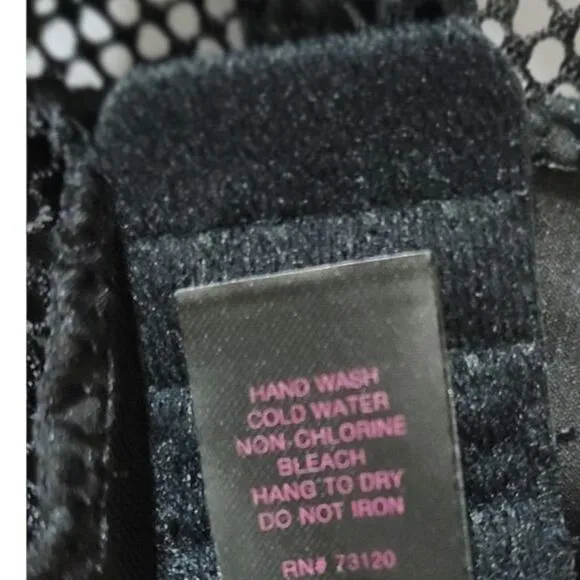 HAND WASH
COLD WATER
NON-CHLORINE
BLEACH
HANG TO DRY
DO NOT IRON
RN# 73120